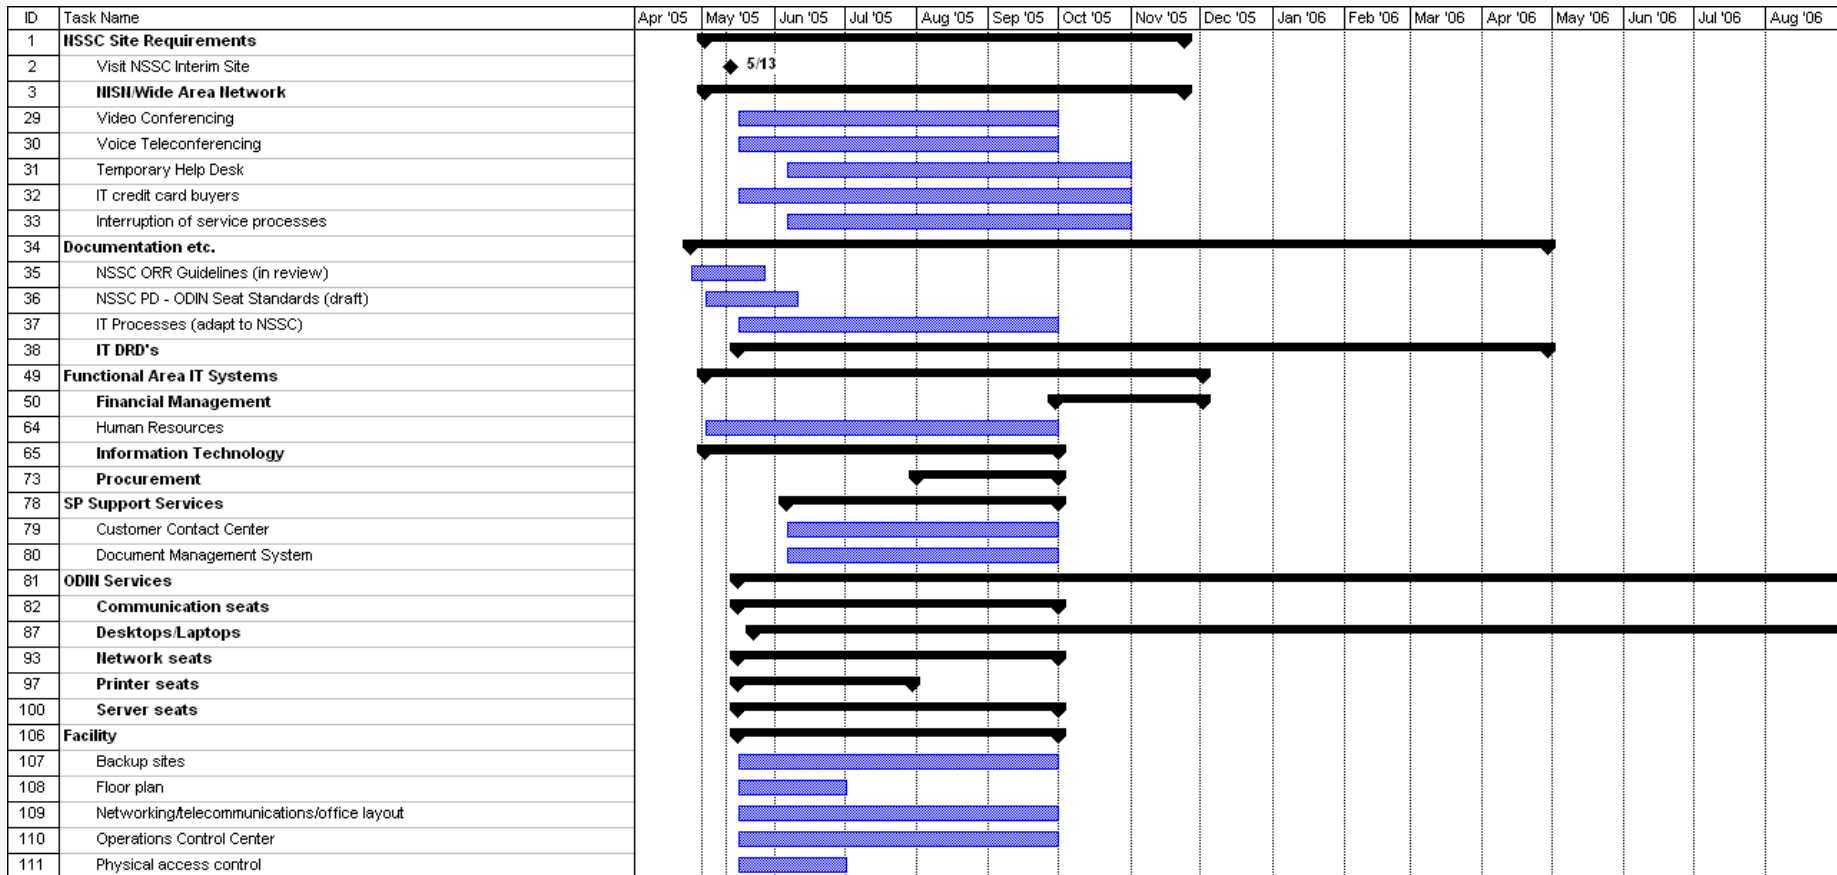 ID Task Name Apr '05 May '05 Jun '05 Jul '05 Aug '05 Sep '05 Oct '05 Nov '05 Dec '05 Jan '06 Feb '06 Mar '06 Apr '06 May '06 Jun '06 Jul '06 Aug '06
1 NSSC Site Requirements
2 Visit NSSC Interim Site 5/13
3 NISN/Wide Area Network
29 Video Conferencing
30 Voice Teleconferencing
31 Temporary Help Desk
32 IT credit card buyers
33 Interruption of service processes
34 Documentation etc.
35 NSSC ORR Guidelines (in review)
36 NSSC PD - ODIN Seat Standards (draft)
37 IT Processes (adapt to NSSC)
38 IT DRD's
49 Functional Area IT Systems
50 Financial Management
64 Human Resources
65 Information Technology
73 Procurement
78 SP Support Services
79 Customer Contact Center
80 Document Management System
81 ODIN Services
82 Communication seats
87 Desktops/Laptops
93 Network seats
97 Printer seats
100 Server seats
106 Facility
107 Backup sites
108 Floor plan
109 Networking/telecommunications/office layout
110 Operations Control Center
111 Physical access control